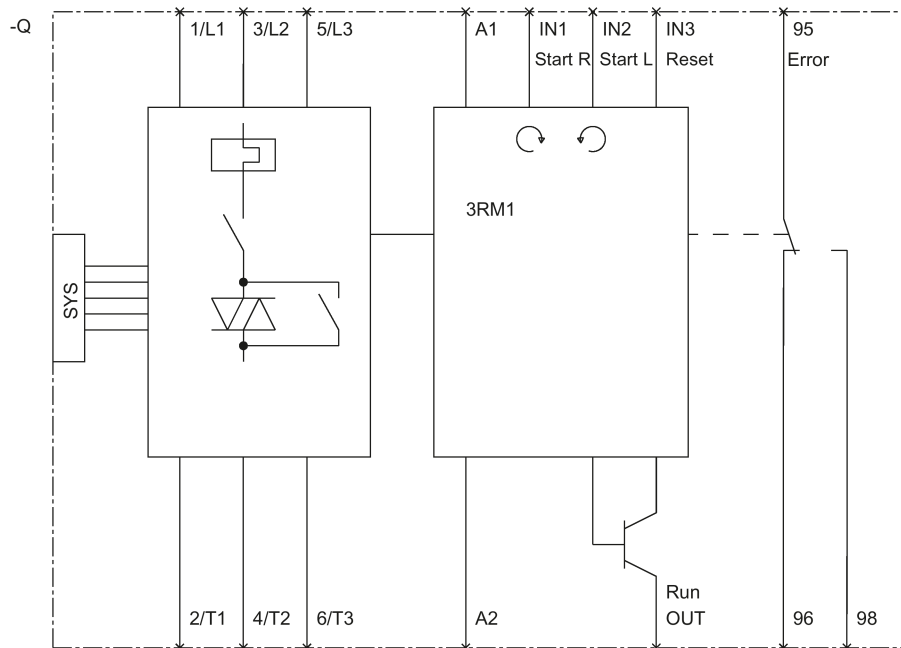 -Q
1/L1 3/L2 5/L3 A1 IN1 IN2 IN3 95
Start R Start L Reset Error
3RM1
SYS
Run
2/T1 4/T2 6/T3 A2 OUT 96 98